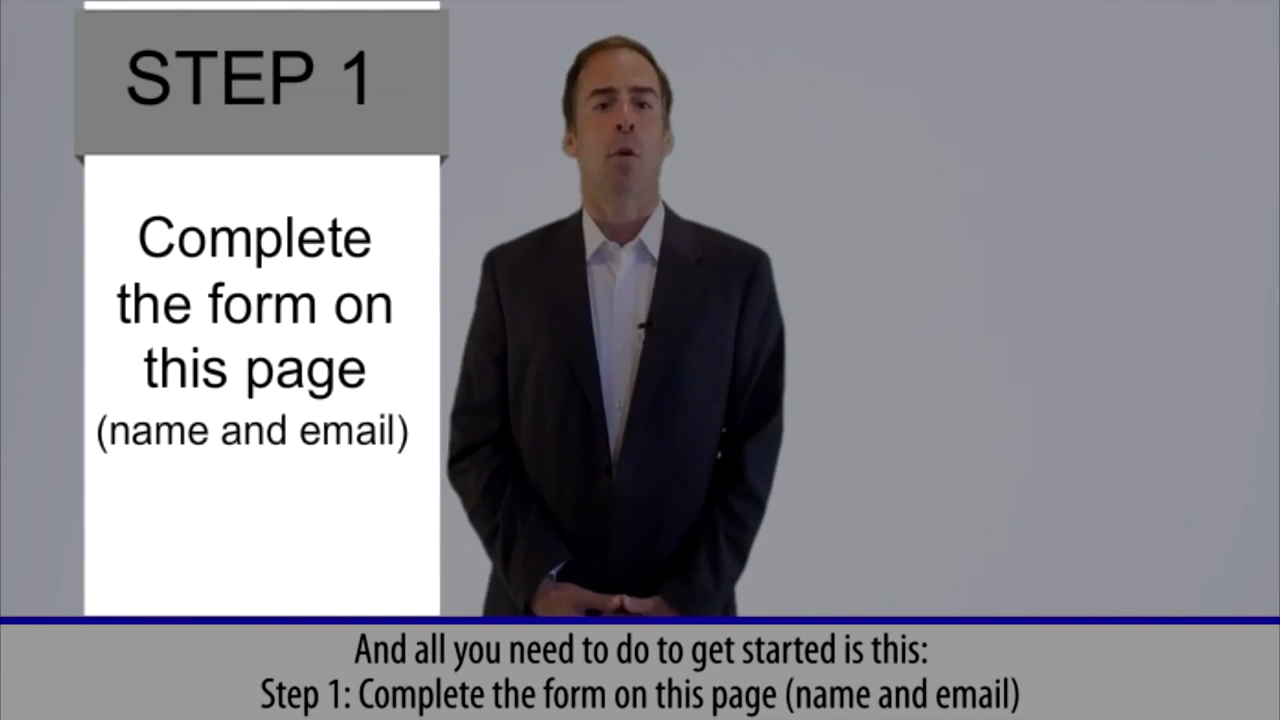 STEP 1
Complete
the form on
this page
(name and email)
And all you need to do to get started is this:
Step 1: Complete the form on this page (name and email)